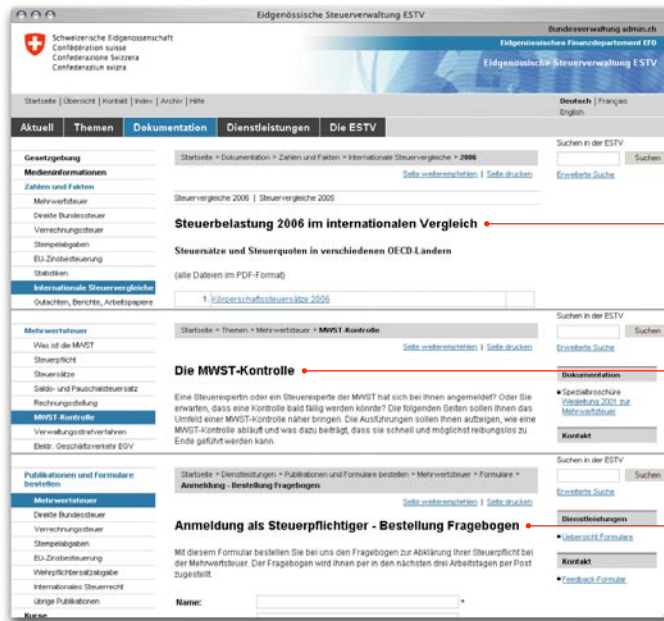 Eidgenössische Steuerverwaltung ESTV
Bundesverwaltung admin.ch
Schweizerische Eidgenossenschaft
Confédération suisse
Confederazione Svizzera
Confederaziun svizra
Eidgenössisches Finanzdepartement EFD
Eidgenössische Steuerverwaltung ESTV
Startseite | Übersicht | Kontakt | Index | Archiv | Hilfe
Deutsch | Français
English
Aktuell Themen Dokumentation Dienstleistungen Die ESTV
Gesetzgebung
Medieninformationen
Zahlen und Fakten
Mehrwertsteuer
Direkte Bundessteuer
Verrechnungssteuer
Stempelabgaben
EU-Zinsbesteuerung
Statistiken
Internationale Steuervergleiche
Gutachten, Berichte, Arbeitspapiere
Startseite > Dokumentation > Zahlen und Fakten > Internationale Steuervergleiche > 2006
Seite weiterempfehlen | Seite drucken
Steuervergleiche 2006 | Steuervergleiche 2005
Steuerbelastung 2006 im internationalen Vergleich
Steuersätze und Steuerquoten in verschiedenen OECD-Ländern
(alle Dateien im PDF-Format)
1. Körperschaftssteuersätze 2006
Suchen in der ESTV
Suchen
Erweiterte Suche
Mehrwertsteuer
Was ist die MWST
Steuerpflicht
Steuersätze
Saldo- und Pauschalsteuersatz
Rechnungsstellung
MWST-Kontrolle
Verwaltungsstrafverfahren
Elektr. Geschäftsverkehr EGV
Startseite > Themen > Mehrwertsteuer > MWST-Kontrolle
Seite weiterempfehlen | Seite drucken
Die MWST-Kontrolle
Eine Steuerexpertin oder ein Steuerexperte der MWST hat sich bei Ihnen angemeldet? Oder Sie
erwarten, dass eine Kontrolle bald fällig werden könnte? Die folgenden Seiten sollen Ihnen das
Umfeld einer MWST-Kontrolle näher bringen. Die Ausführungen sollen Ihnen aufzeigen, wie eine
MWST-Kontrolle abläuft und was dazu beiträgt, dass sie schnell und möglichst reibungslos zu
Ende geführt werden kann.
Suchen in der ESTV
Suchen
Erweiterte Suche
Dokumentation
Spezialbroschüre
Wegleitung 2001 zur
Mehrwertsteuer
Kontakt
Publikationen und Formulare
bestellen
Mehrwertsteuer
Direkte Bundessteuer
Verrechnungssteuer
Stempelabgaben
EU-Zinsbesteuerung
Wehrpflichtersatzabgabe
Internationales Steuerrecht
übrige Publikationen
Kurse
Startseite > Dienstleistungen > Publikationen und Formulare bestellen > Mehrwertsteuer > Formulare >
Anmeldung - Bestellung Fragebogen
Seite weiterempfehlen | Seite drucken
Anmeldung als Steuerpflichtiger - Bestellung Fragebogen
Mit diesem Formular bestellen Sie bei uns den Fragebogen zur Abklärung Ihrer Steuerpflicht bei
der Mehrwertsteuer. Der Fragebogen wird Ihnen per in den nächsten drei Arbeitstagen per Post
zugestellt.
Name: *
Suchen in der ESTV
Suchen
Erweiterte Suche
Dienstleistungen
Uebersicht Formulare
Kontakt
Feedback-Formular